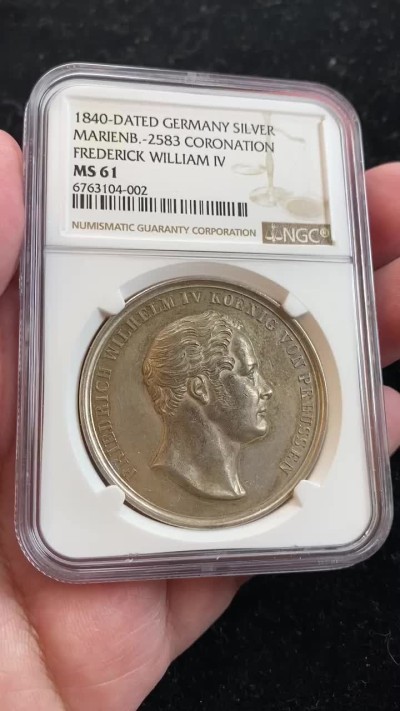 1840-DATED GERMANY SILVER
MARIENB.-2583 CORONATION
FREDERICK WILLIAM IV
MS 61
6763104-002
NUMISMATIC GUARANTY CORPORATION NGC®
FRIEDRICH WILHELM IV KOENIG VON PREUSSEN